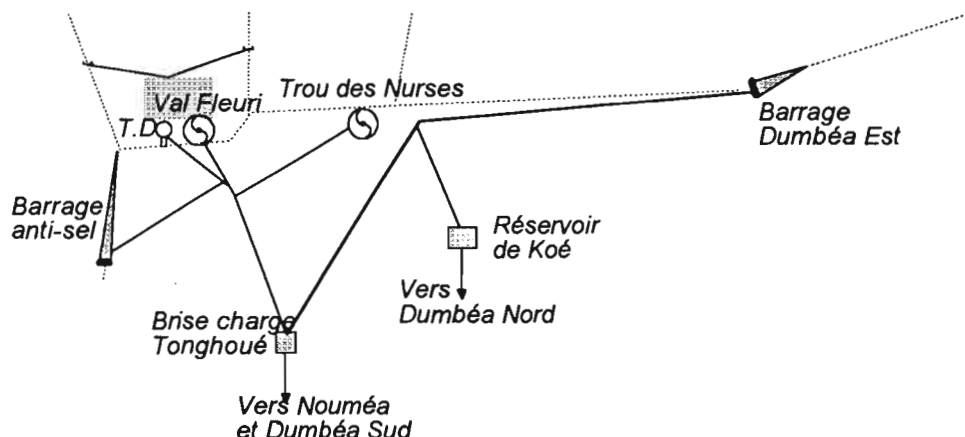 Val Fleuri
T.D
Trou des Nurses
Barrage
Dumbéa Est
Barrage
anti-sel
Réservoir
de Koé
Vers
Dumbéa Nord
Brise charge
Tonghoué
Vers Nouméa
et Dumbéa Sud